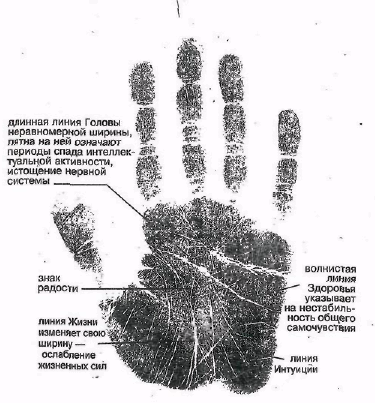 длинная линия Головы
неравномерной ширины,
пятна на ней означают
периоды спада интеллек-
туальной активности,
истощение нервной
системы
знак
радости
линия Жизни
изменяет свою
ширину —
ослабление
жизненных сил
волнистая
линия
Здоровья
указывает
на нестабиль-
ность общего
самочувствия
линия
Интуиции